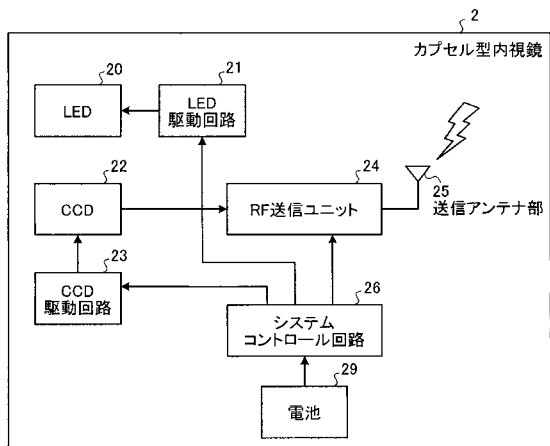 2
カプセル型内視鏡
20
LED
21
LED
駆動回路
22
CCD
24
RF送信ユニット
25
送信アンテナ部
23
CCD
駆動回路
26
システム
コントロール回路
29
電池